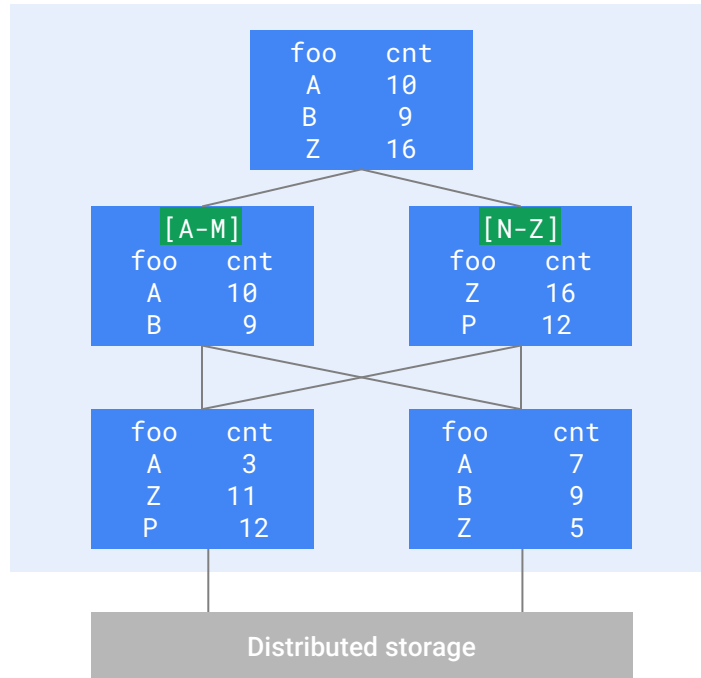 foo cnt
A 10
B 9
Z 16
[A-M]
foo cnt
A 10
B 9
[N-Z]
foo cnt
Z 16
P 12
foo cnt
A 3
Z 11
P 12
foo cnt
A 7
B 9
Z 5
Distributed storage